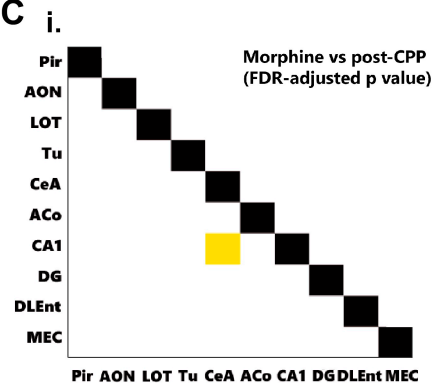 C
i.
Morphine vs post-CPP
(FDR-adjusted p value)
Pir
AON
LOT
Tu
CeA
ACo
CA1
DG
DLEnt
MEC
Pir AON LOT Tu CeA ACo CA1 DG DLEnt MEC